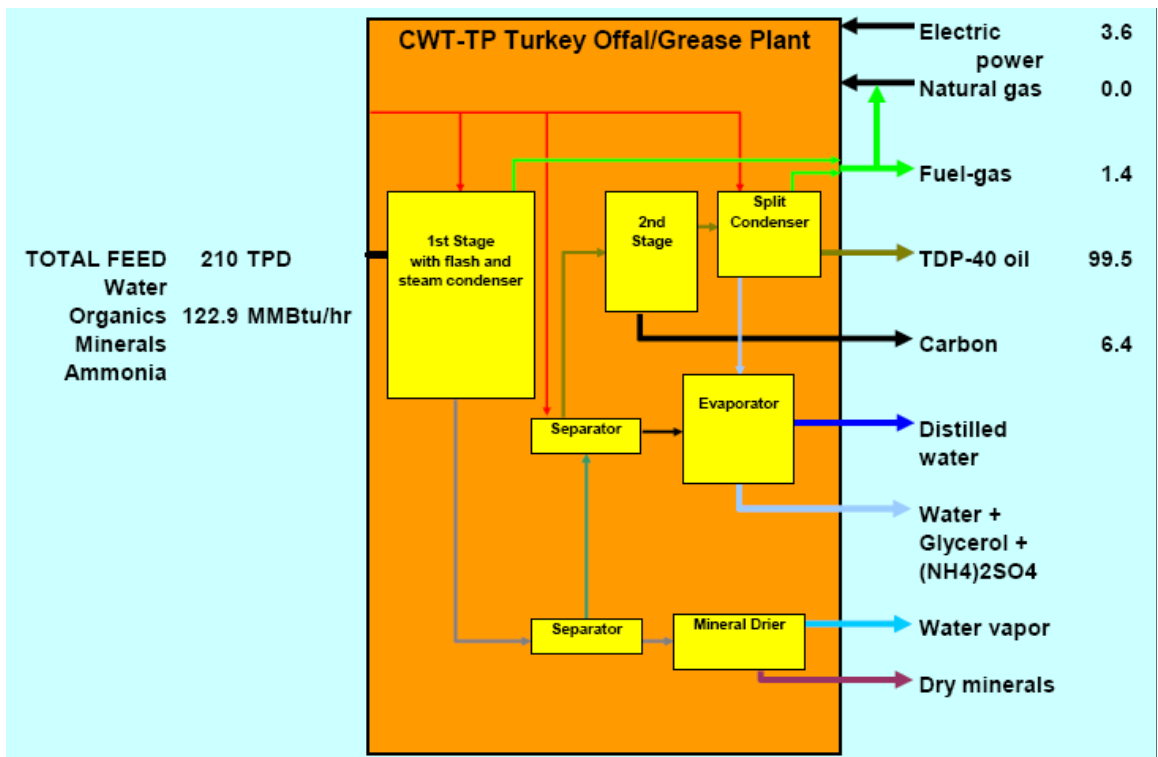 CWT-TP Turkey Offal/Grease Plant
TOTAL FEED 210 TPD
Water
Organics 122.9 MMBtu/hr
Minerals
Ammonia
1st Stage
with flash and
steam condenser
2nd
Stage
Split
Condenser
Separator
Evaporator
Separator
Mineral Drier
Electric 3.6
power
Natural gas 0.0
Fuel-gas 1.4
TDP-40 oil 99.5
Carbon 6.4
Distilled
water
Water +
Glycerol +
(NH4)2SO4
Water vapor
Dry minerals